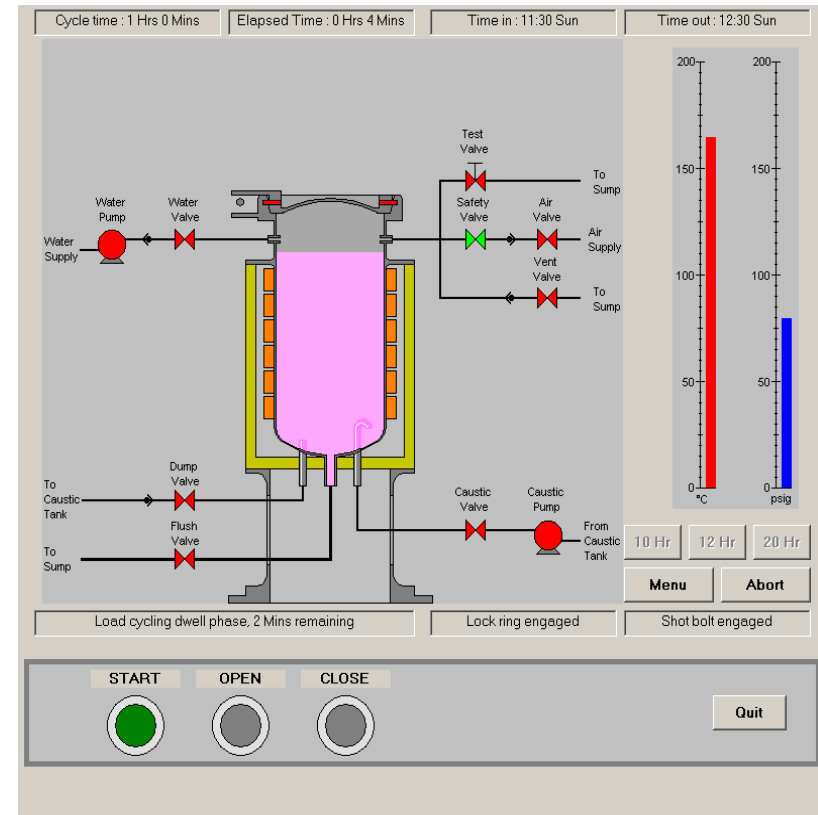 Cycle time : 1 Hrs 0 Mins
Elapsed Time : 0 Hrs 4 Mins
Time in : 11:30 Sun
Time out : 12:30 Sun
200
200
Test
Valve
To
Sump
150
150
Water
Pump
Water
Valve
Safety
Valve
Air
Valve
Water
Supply
Air
Supply
Vent
Valve
To
Sump
100
100
50
50
Dump
Valve
To
Caustic
Tank
Caustic
Valve
Caustic
Pump
0
0
°C
psig
Flush
Valve
To
Sump
From
Caustic
Tank
10 Hr
12 Hr
20 Hr
Menu
Abort
Load cycling dwell phase, 2 Mins remaining
Lock ring engaged
Shot bolt engaged
START
OPEN
CLOSE
Quit